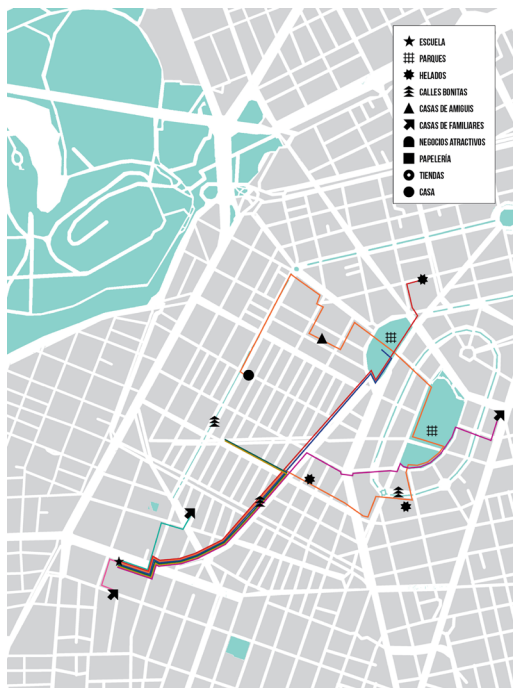 ESCUELA
PARQUES
HELADOS
CALLES BONITAS
CASAS DE AMIGUIS
CASAS DE FAMILIARES
NEGOCIOS ATRACTIVOS
PAPELERÍA
TIENDAS
CASA